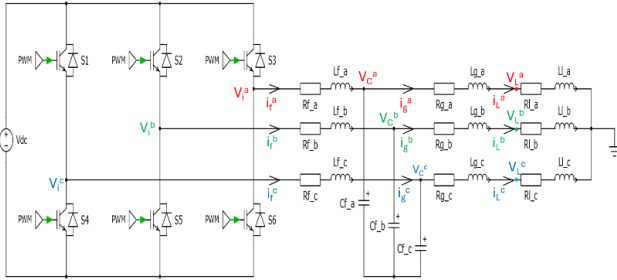 PWM S1 PWM S2 PWM S3
Lf_a Lg_a Ll_a
V_C^a V_L^a
V_i^a i_f^a Rf_a i_g^a Rg_a i_L^a Rl_a
Lf_b V_C^b Lg_b V_L^b Ll_b
V_i^b i_f^b Rf_b i_g^b Rg_b i_L^b Rl_b
Vdc
Lf_c V_C^c Lg_c V_L^c Ll_c
V_i^c i_f^c Rf_c i_g^c Rg_c i_L^c Rl_c
PWM S4 PWM S5 PWM S6
Cf_a + Cf_b + Cf_c +